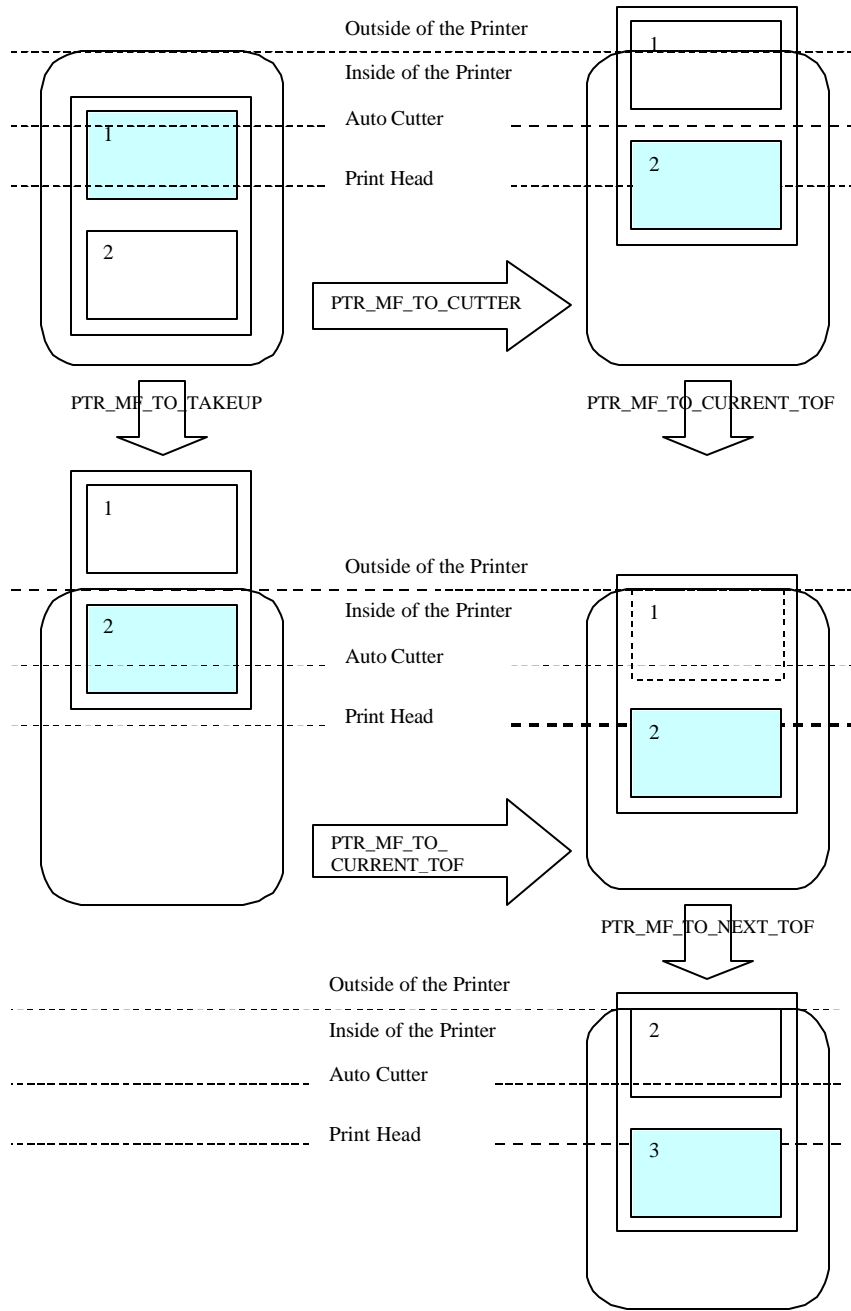 Outside of the Printer
1
Inside of the Printer
1
Auto Cutter
2
Print Head
2
PTR_MF_TO_CUTTER
PTR_MF_TO_TAKEUP
PTR_MF_TO_CURRENT_TOF
1
Outside of the Printer
2
Inside of the Printer
1
Auto Cutter
Print Head
2
PTR_MF_TO_
CURRENT_TOF
PTR_MF_TO_NEXT_TOF
Outside of the Printer
Inside of the Printer
2
Auto Cutter
Print Head
3